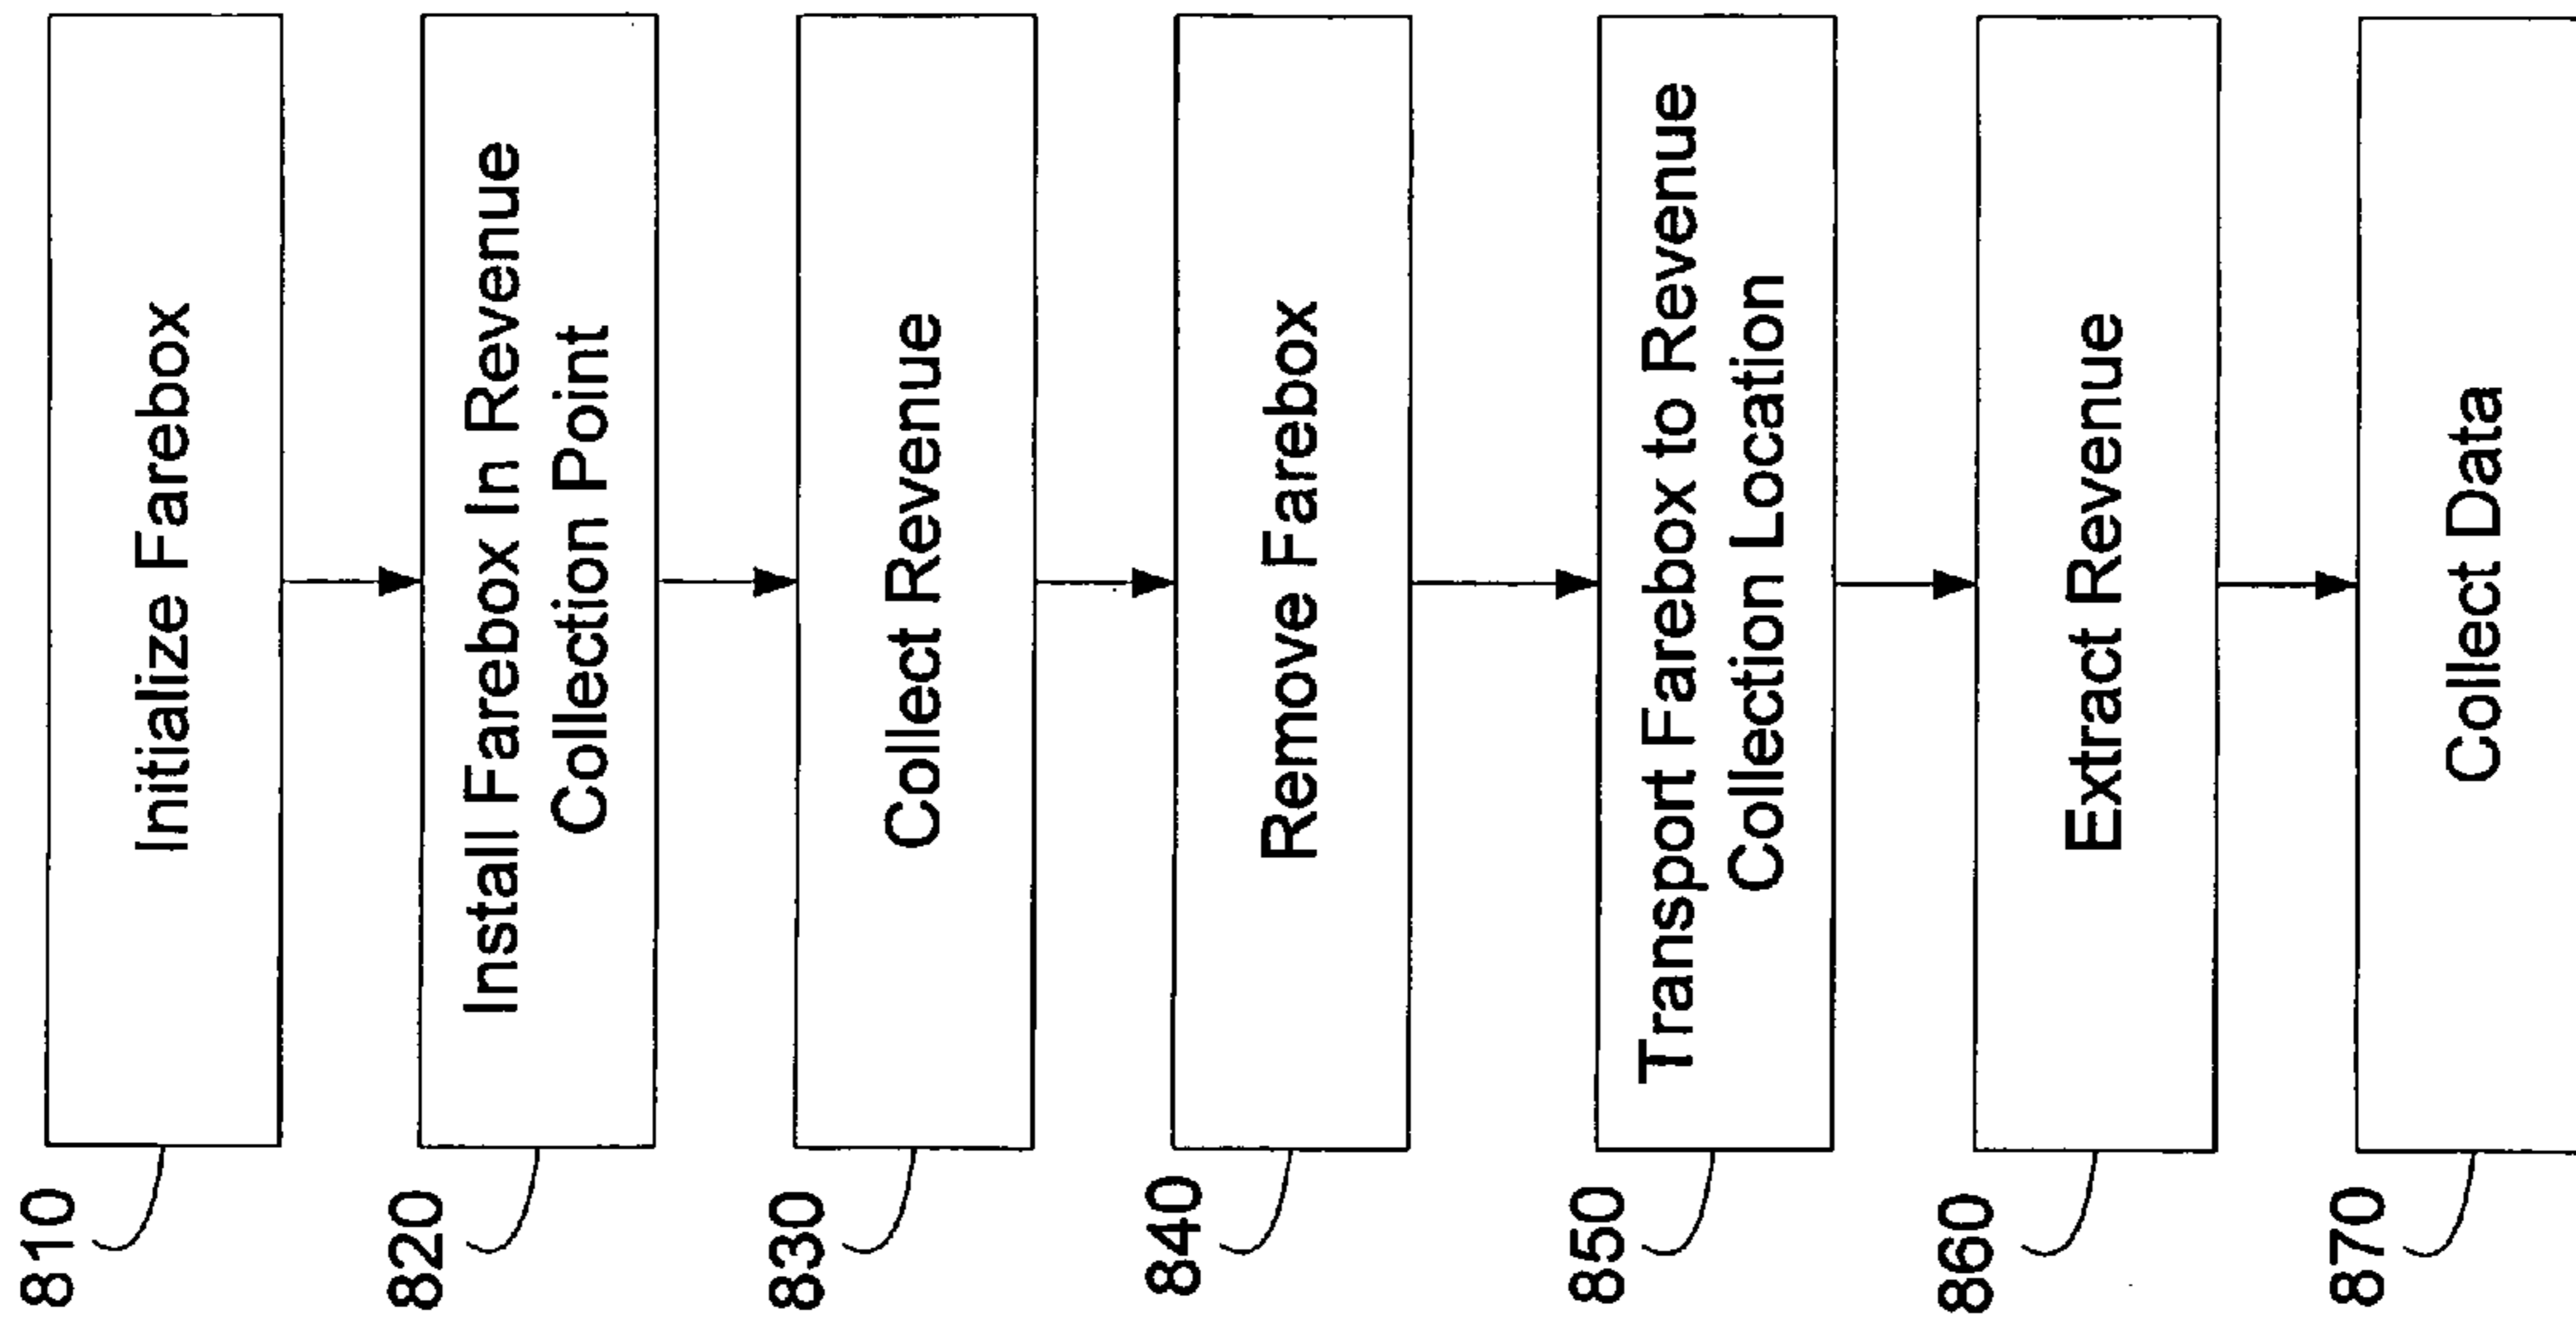 810
Initialize Farebox
820
Install Farebox In Revenue
Collection Point
830
Collect Revenue
840
Remove Farebox
850
Transport Farebox to Revenue
Collection Location
860
Extract Revenue
870
Collect Data